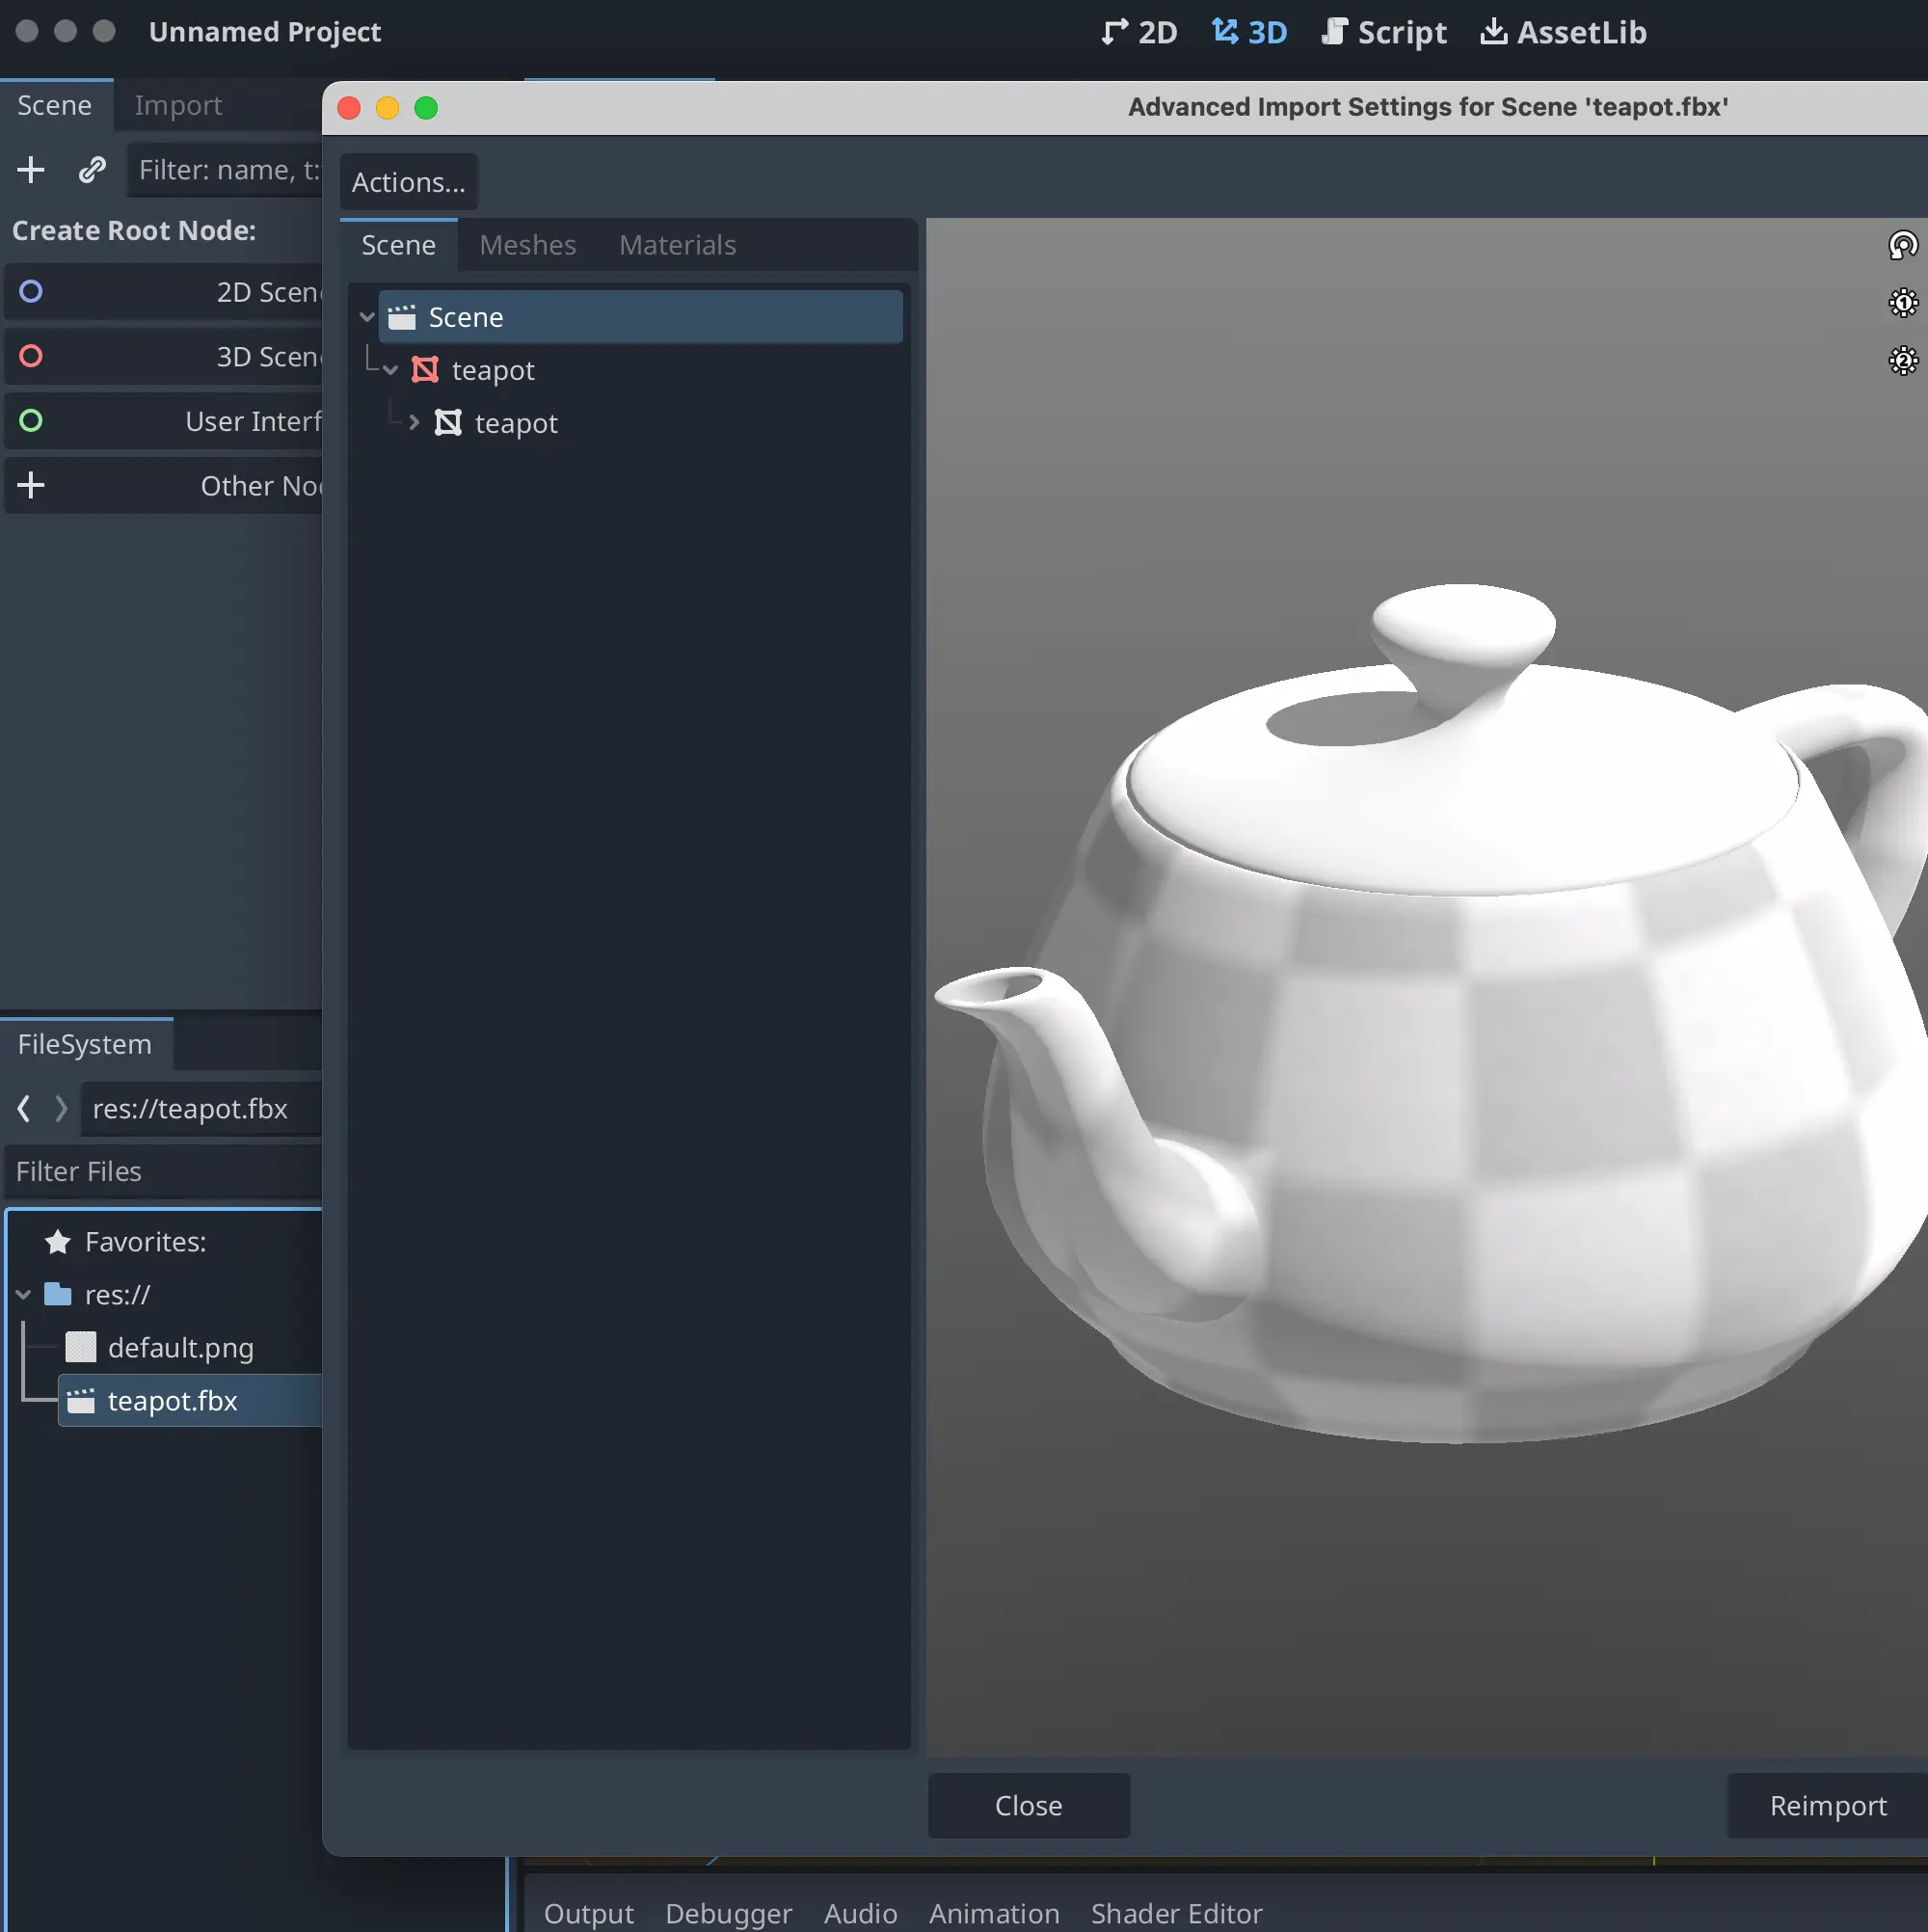 Unnamed Project
2D 3D Script AssetLib
Scene Import
Filter: name, t:
Create Root Node:
2D Scen
3D Scen
User Interf
Other No
Advanced Import Settings for Scene 'teapot.fbx'
Actions...
Scene Meshes Materials
Scene
teapot
teapot
1
2
FileSystem
res://teapot.fbx
Filter Files
Favorites:
res://
default.png
teapot.fbx
Close Reimport
Output Debugger Audio Animation Shader Editor